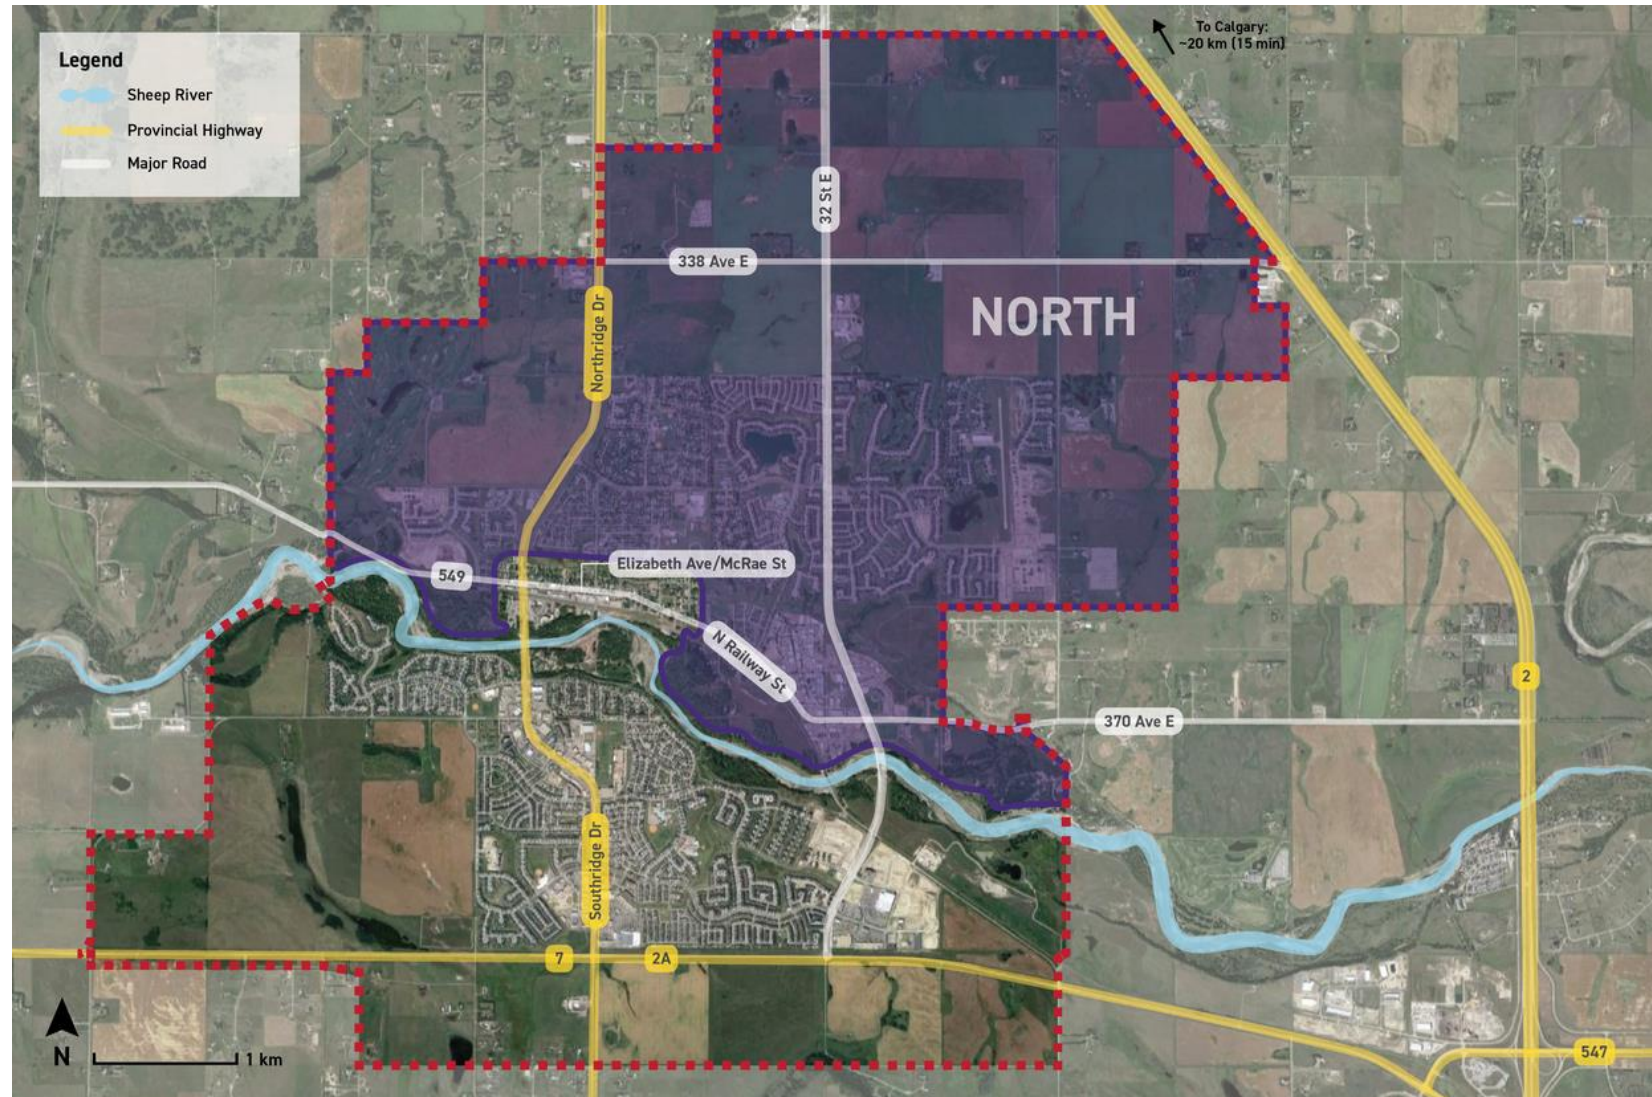 Legend
Sheep River
Provincial Highway
Major Road
To Calgary:
~20 km (15 min)
32 St E
338 Ave E
NORTH
Northridge Dr
Elizabeth Ave/McRae St
549
N Railway St
2
370 Ave E
Southridge Dr
7
2A
N
1 km
547